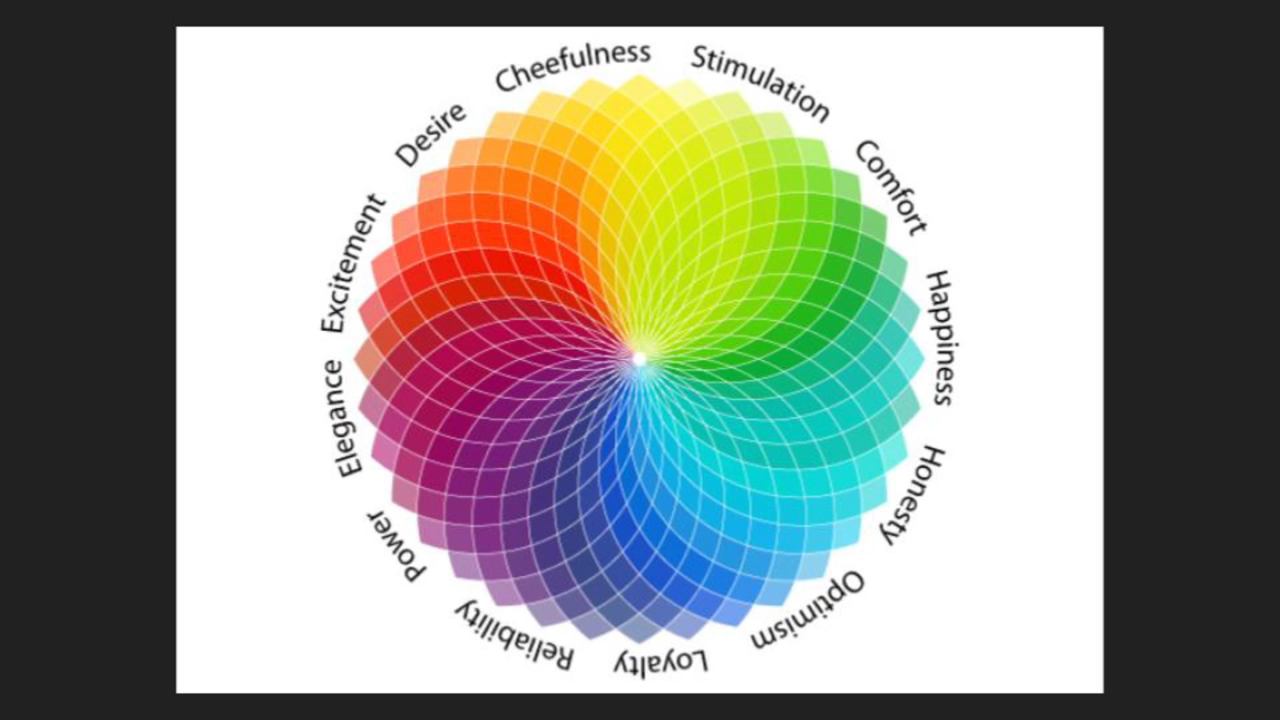 Cheefulness
Stimulation
Comfort
Happiness
Honesty
Optimism
Loyalty
Reliability
Power
Elegance
Excitement
Desire